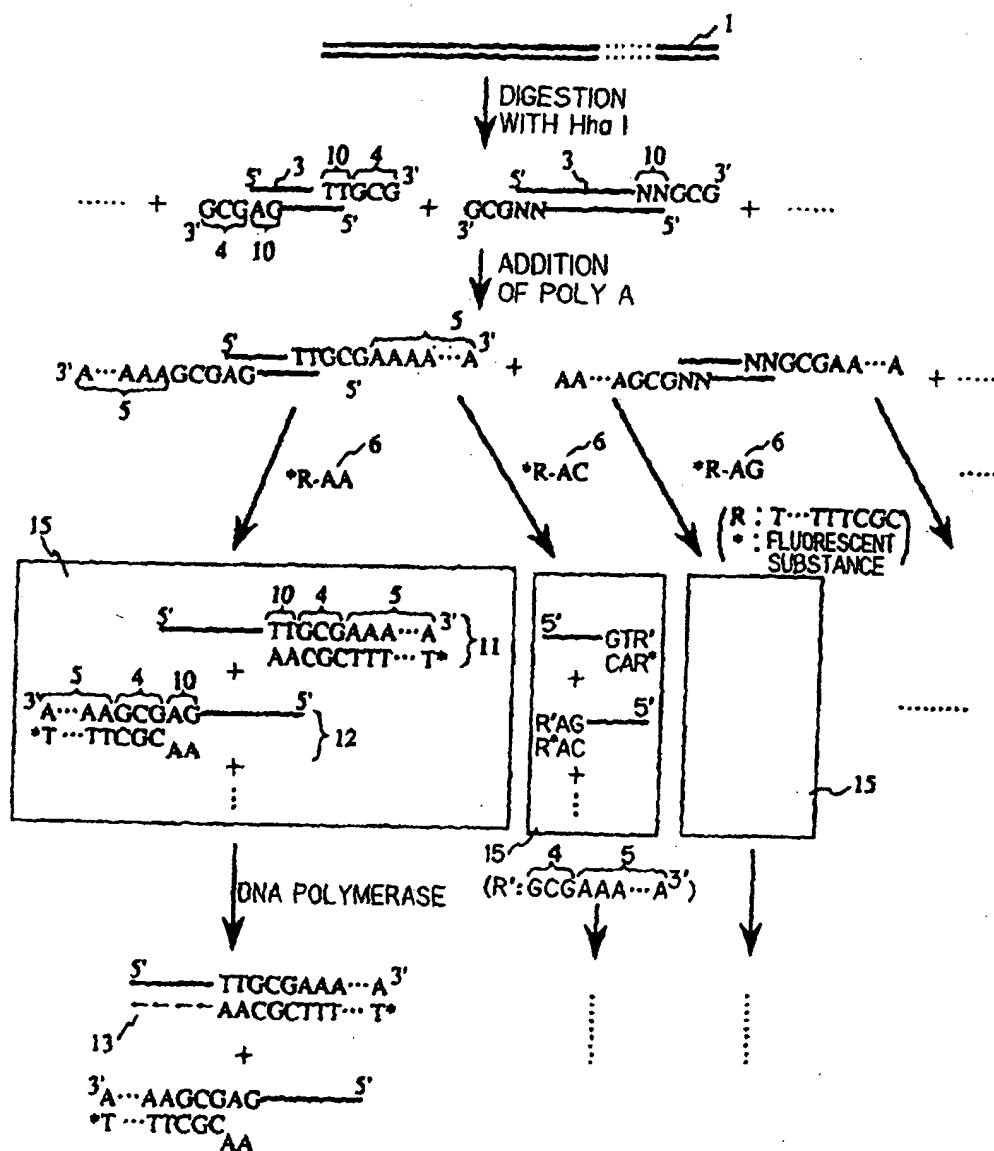 1
DIGESTION
WITH Hha I
5' 3 10 4
TTGCG 3'
...... + GCGAG 5' +
3' 4 10
5' 3 10
NNGCG 3'
GCGNN 5' + ......
3'
ADDITION
OF POLY A
5' TTGCGAAAA···A 3'
5
3' A···AAAGCGAG 5' +
5
NNGCGAA···A
AA···AGCGNN + .....
*R-AA 6
*R-AC 6
*R-AG 6
.....
(R : T···TTTCGC)
* : FLUORESCENT
SUBSTANCE
15
10 4 5
5' TTGCGAAA···A 3'
AACGCTTT···T* 11
+
5 4 10
3' A···AAGCGAG 5'
*T···TTCGC AA 12
+
5' GTR'
CAR*
+
5'
R'AG
R*AC
+
.........
15
15
4 5
(R':GCGAAA···A 3')
DNA POLYMERASE
5' TTGCGAAA···A 3'
AACGCTTT···T*
13
+
3' A···AAGCGAG 5'
*T···TTCGC
AA